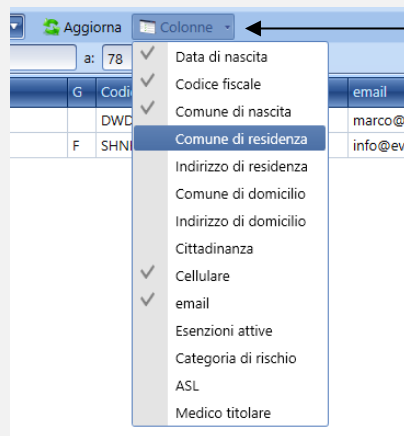 Aggiorna Colonne
a: 78
G Codi email
DWD marco@
F SHNI info@ev
Data di nascita
Codice fiscale
Comune di nascita
Comune di residenza
Indirizzo di residenza
Comune di domicilio
Indirizzo di domicilio
Cittadinanza
Cellulare
email
Esenzioni attive
Categoria di rischio
ASL
Medico titolare